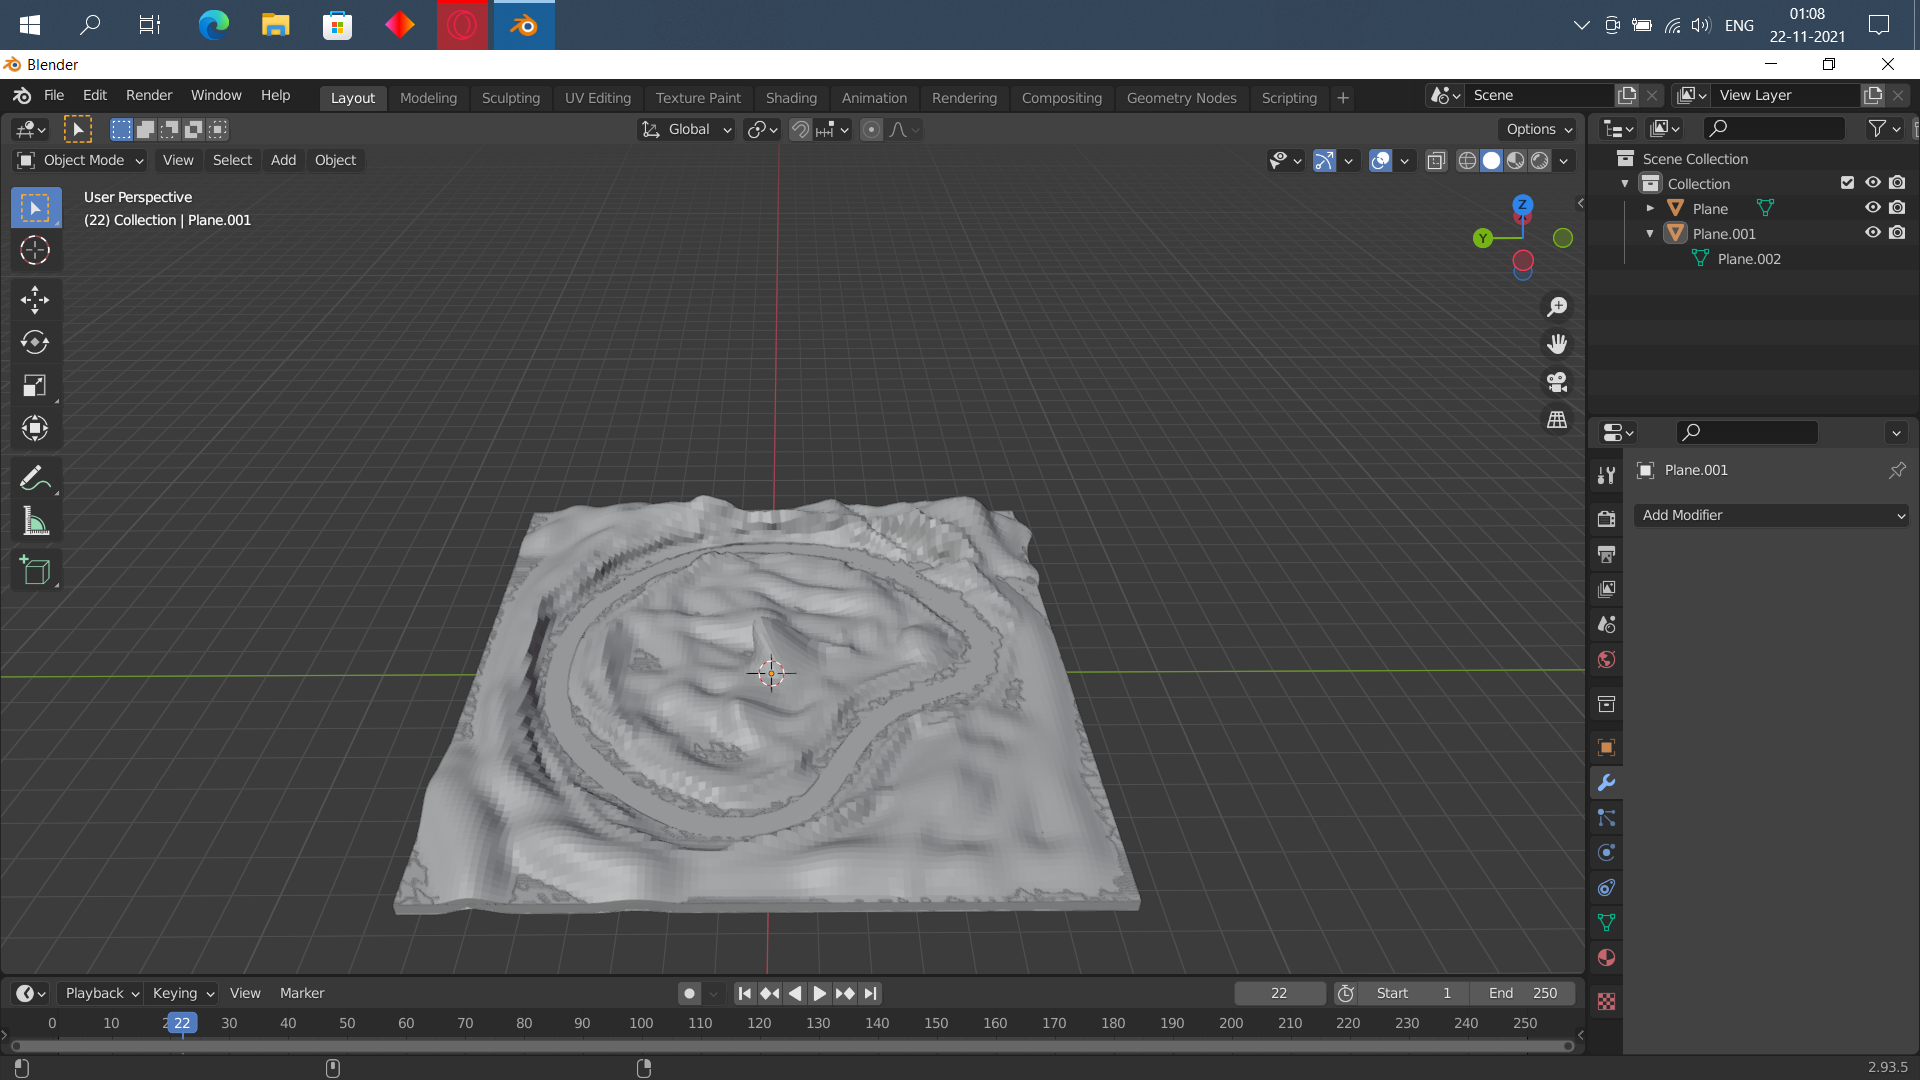 01:08
ENG
22-11-2021
Blender
File Edit Render Window Help
Layout Modeling Sculpting UV Editing Texture Paint Shading Animation Rendering Compositing Geometry Nodes Scripting +
Scene
View Layer
Global
Options
Object Mode View Select Add Object
User Perspective
(22) Collection | Plane.001
Z
Y
Scene Collection
Collection
Plane
Plane.001
Plane.002
Plane.001
Add Modifier
Playback Keying View Marker
22
Start 1
End 250
0 10 22 30 40 50 60 70 80 90 100 110 120 130 140 150 160 170 180 190 200 210 220 230 240 250
2.93.5